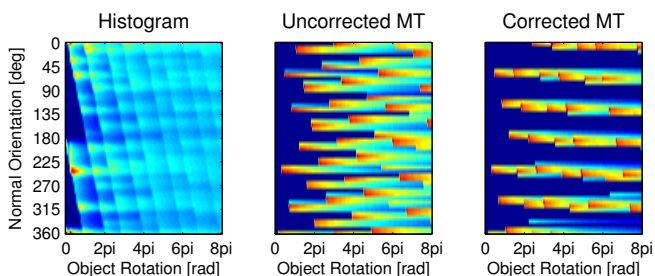 Histogram
Uncorrected MT
Corrected MT
Normal Orientation [deg]
0
45
90
135
180
225
270
315
360
0 2pi 4pi 6pi 8pi
2pi 4pi 6pi 8pi
2pi 4pi 6pi 8pi
Object Rotation [rad]
Object Rotation [rad]
Object Rotation [rad]